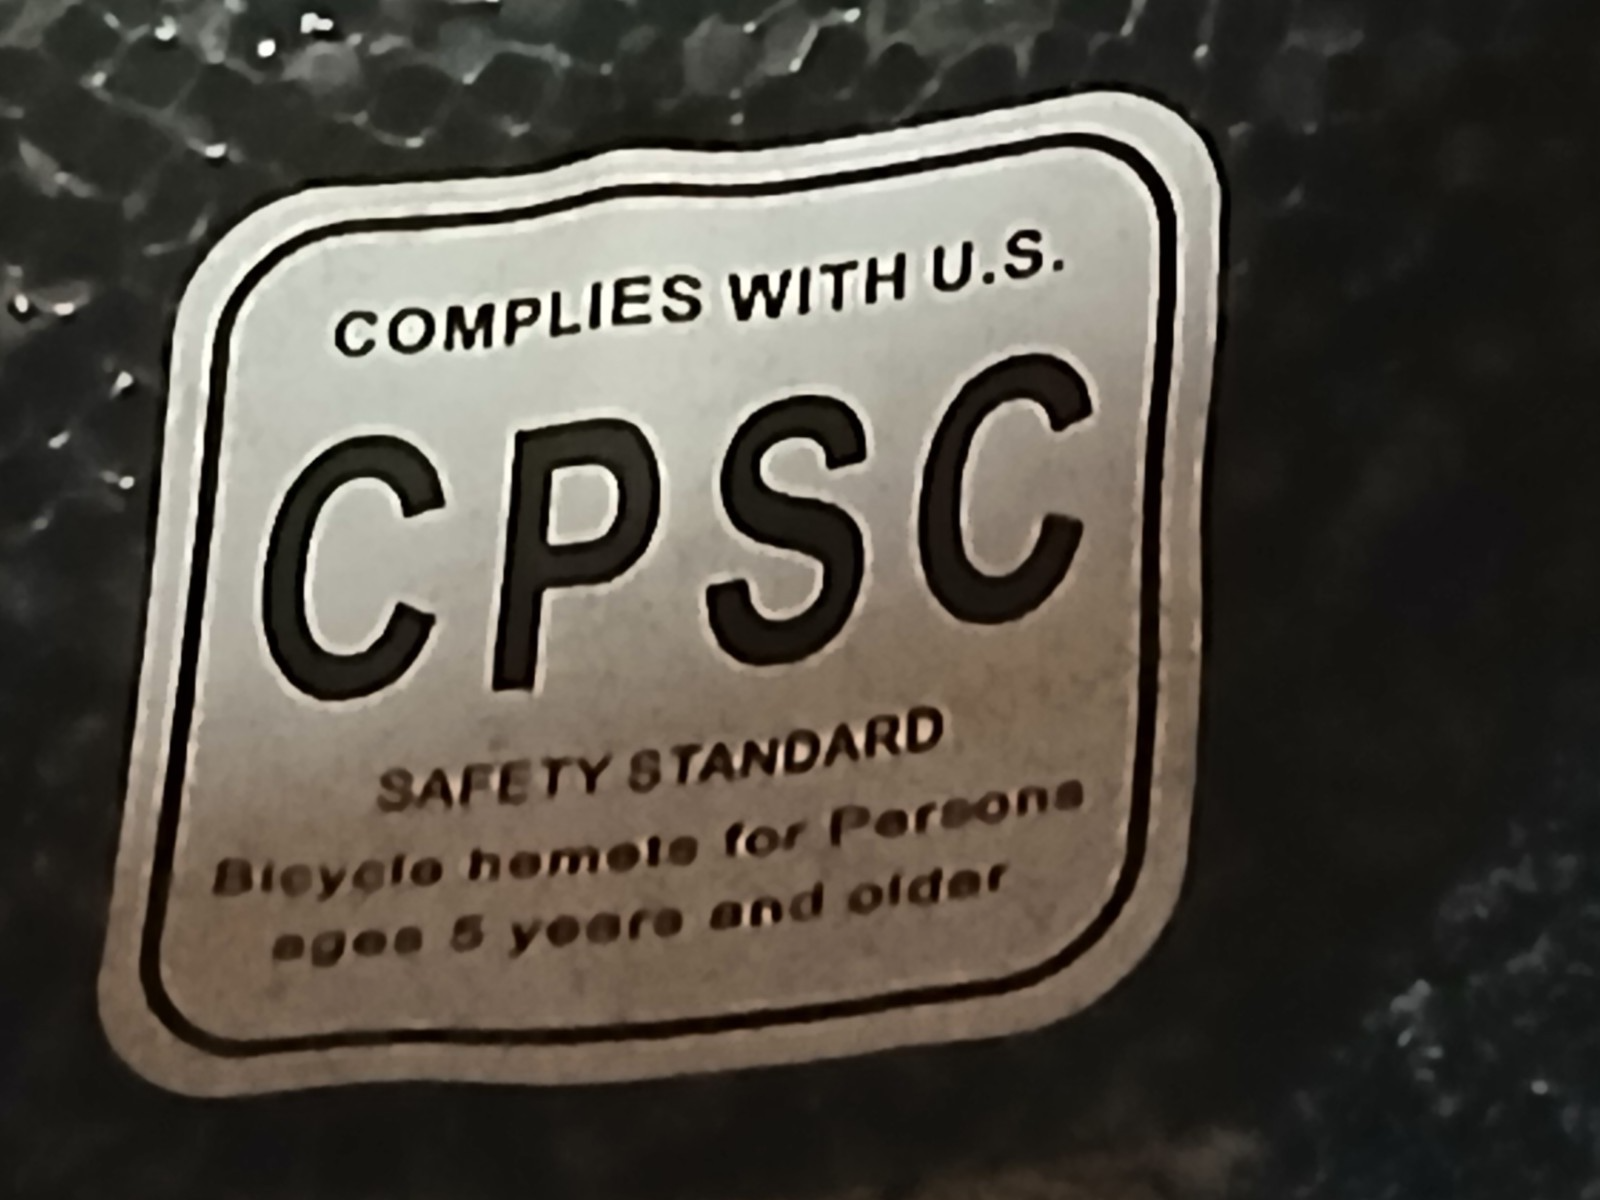 COMPLIES WITH U.S.
CPSC
SAFETY STANDARD
Bicycle hemets for Persons
ages 5 years and older